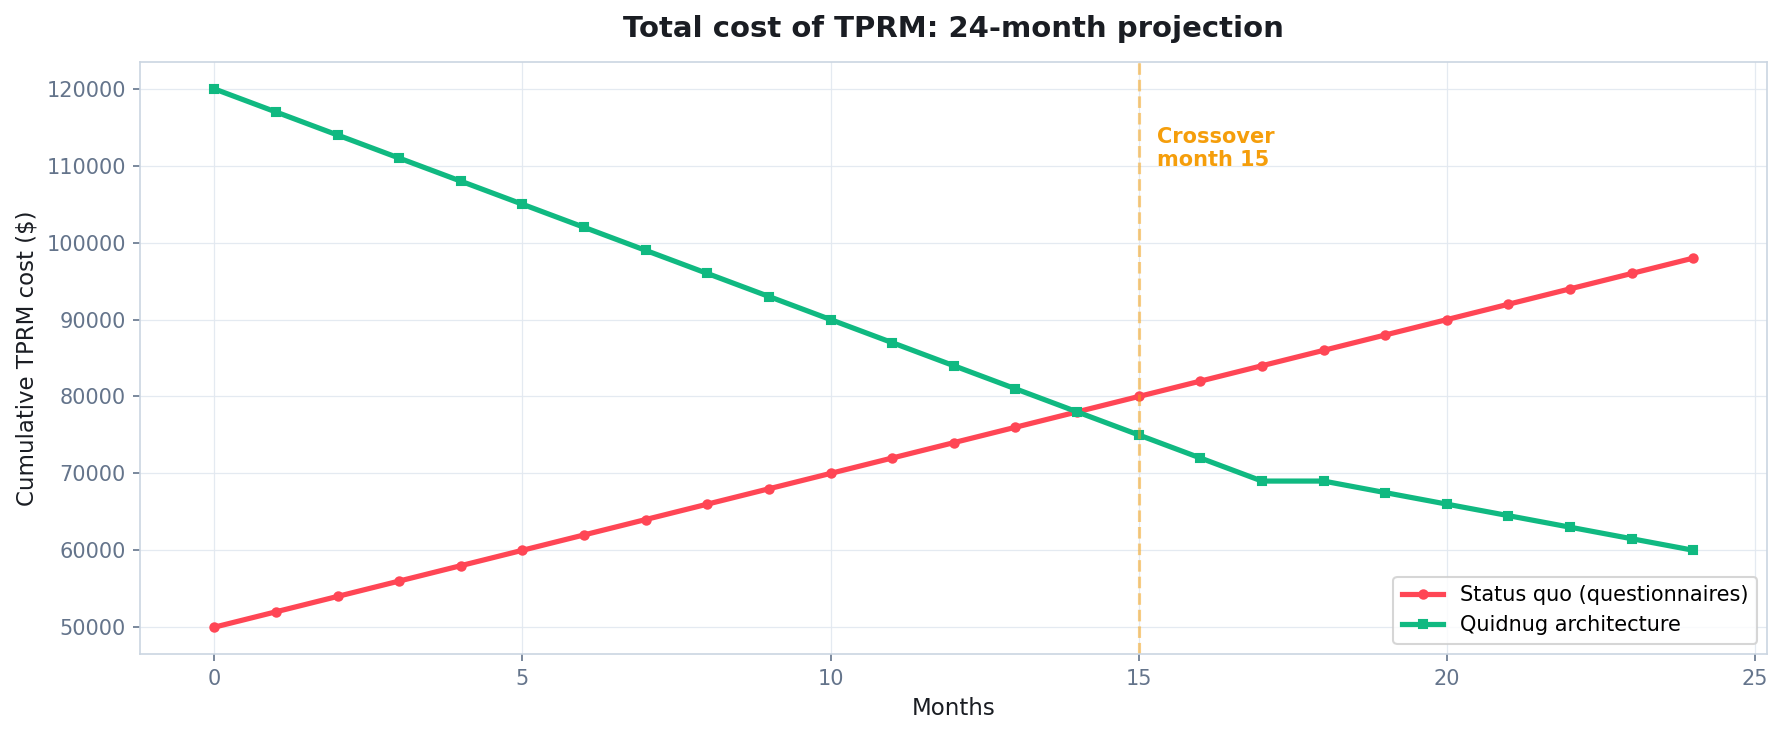 Total cost of TPRM: 24-month projection
Cumulative TPRM cost ($)
120000
110000
100000
90000
80000
70000
60000
50000
Crossover
month 15
Status quo (questionnaires)
Quidnug architecture
0 5 10 15 20 25
Months